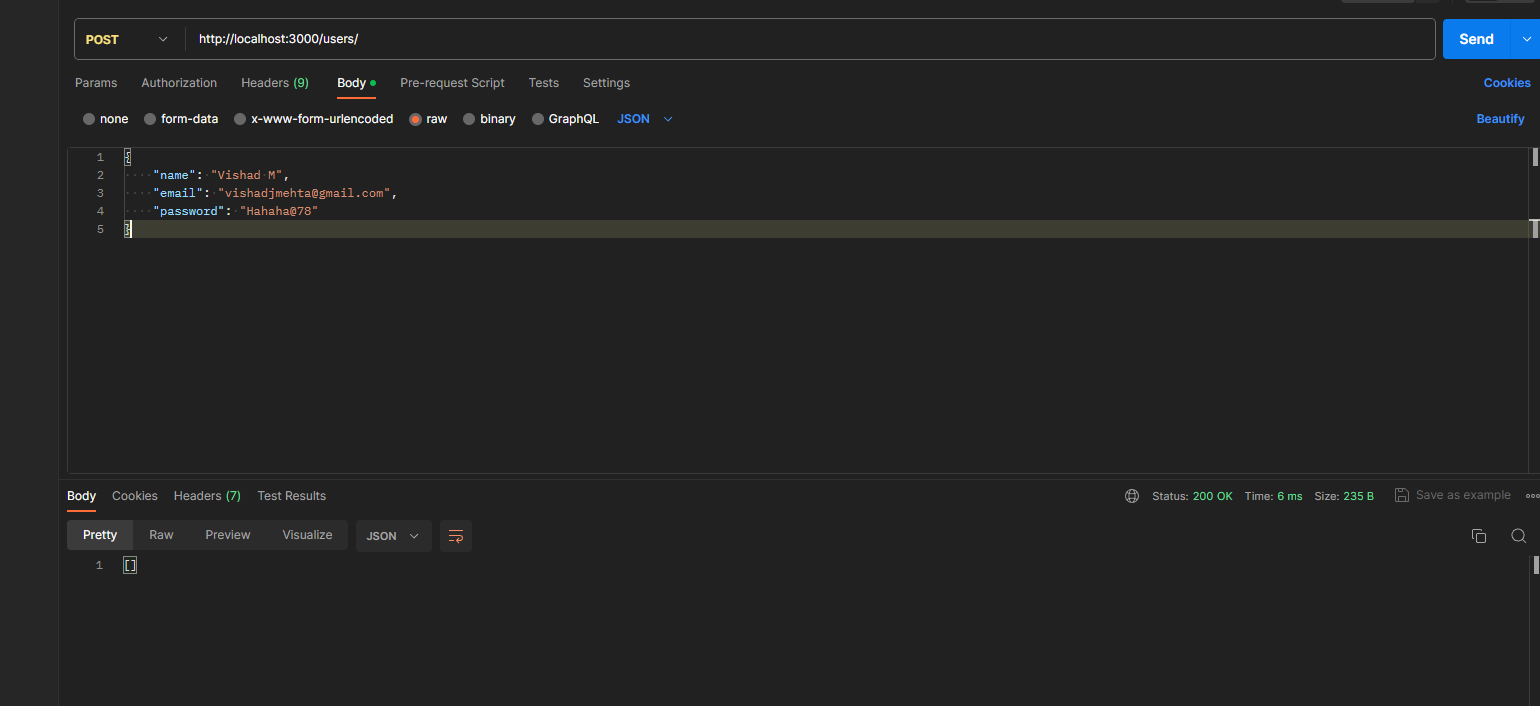 POST http://localhost:3000/users/ Send
Params Authorization Headers (9) Body Pre-request Script Tests Settings Cookies
none form-data x-www-form-urlencoded raw binary GraphQL JSON Beautify
1 {
2 "name": "Vishad M",
3 "email": "vishadjmehta@gmail.com",
4 "password": "Hahaha@78"
5 }
Body Cookies Headers (7) Test Results Status: 200 OK Time: 6 ms Size: 235 B Save as example
Pretty Raw Preview Visualize JSON
1 []